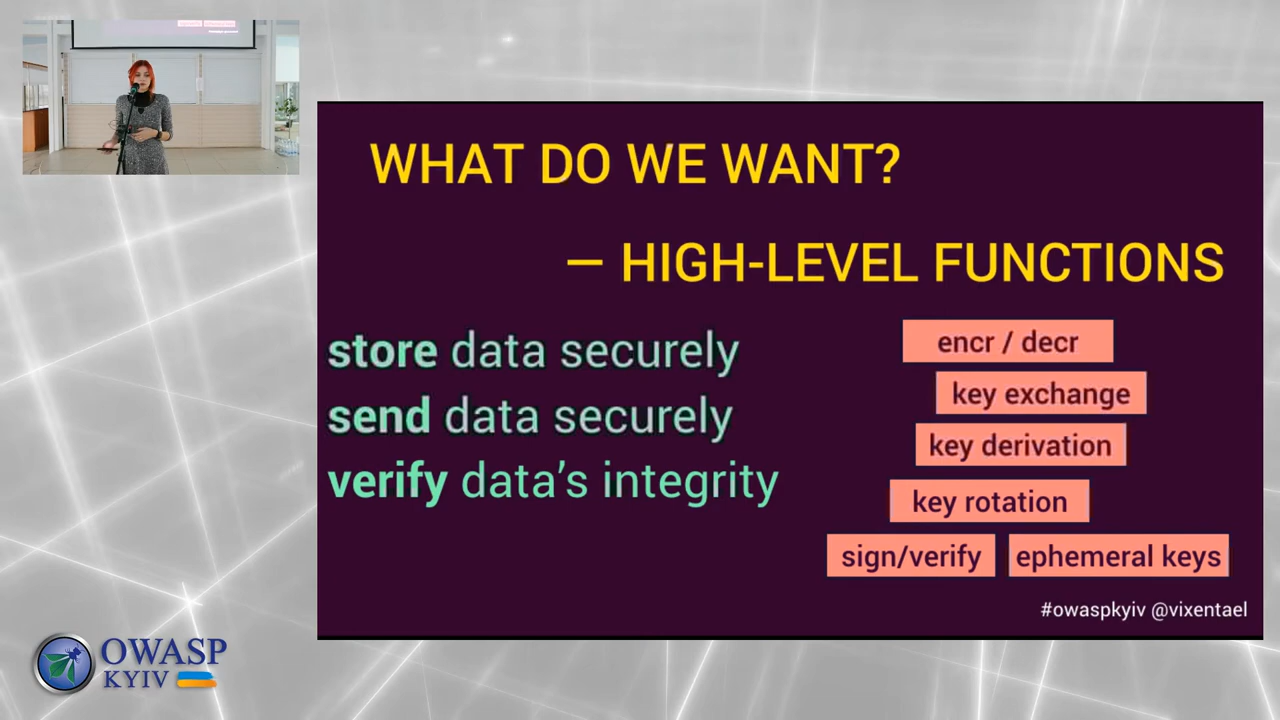 WHAT DO WE WANT?
— HIGH-LEVEL FUNCTIONS
store data securely
send data securely
verify data’s integrity
encr / decr
key exchange
key derivation
key rotation
sign/verify
ephemeral keys
#owaspkyiv @vixentael
OWASP
KYIV